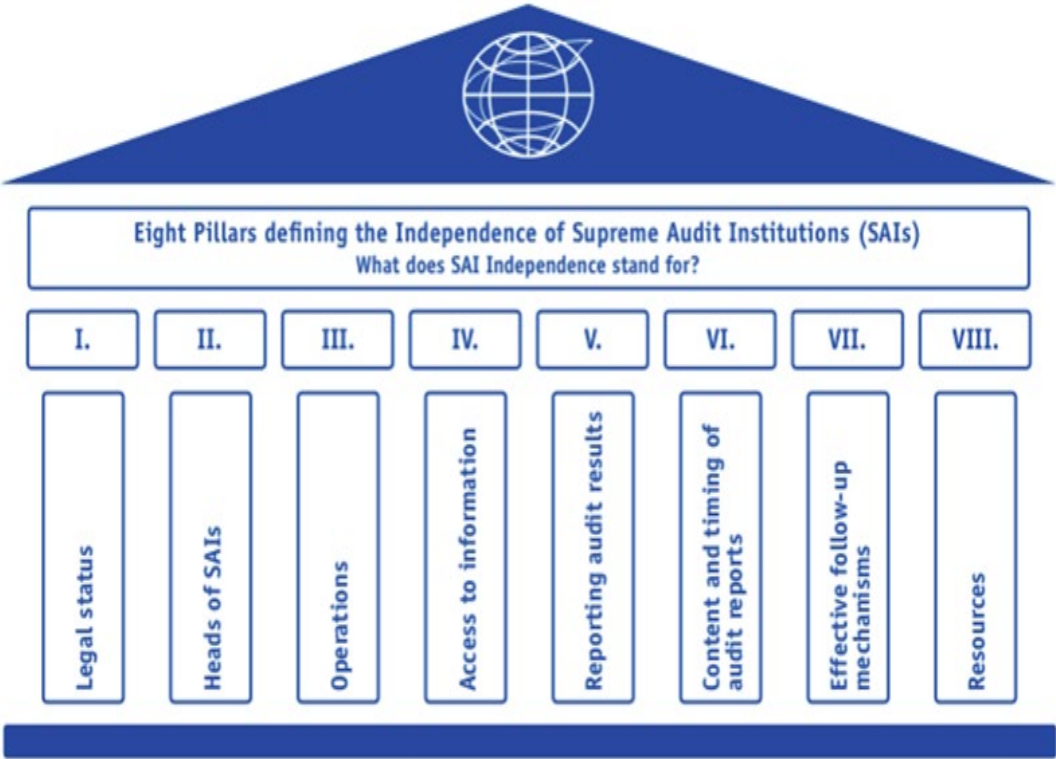 Eight Pillars defining the Independence of Supreme Audit Institutions (SAIs)
What does SAI Independence stand for?
I.
II.
III.
IV.
V.
VI.
VII.
VIII.
Legal status
Heads of SAIs
Operations
Access to information
Reporting audit results
Content and timing of
audit reports
Effective follow-up
mechanisms
Resources